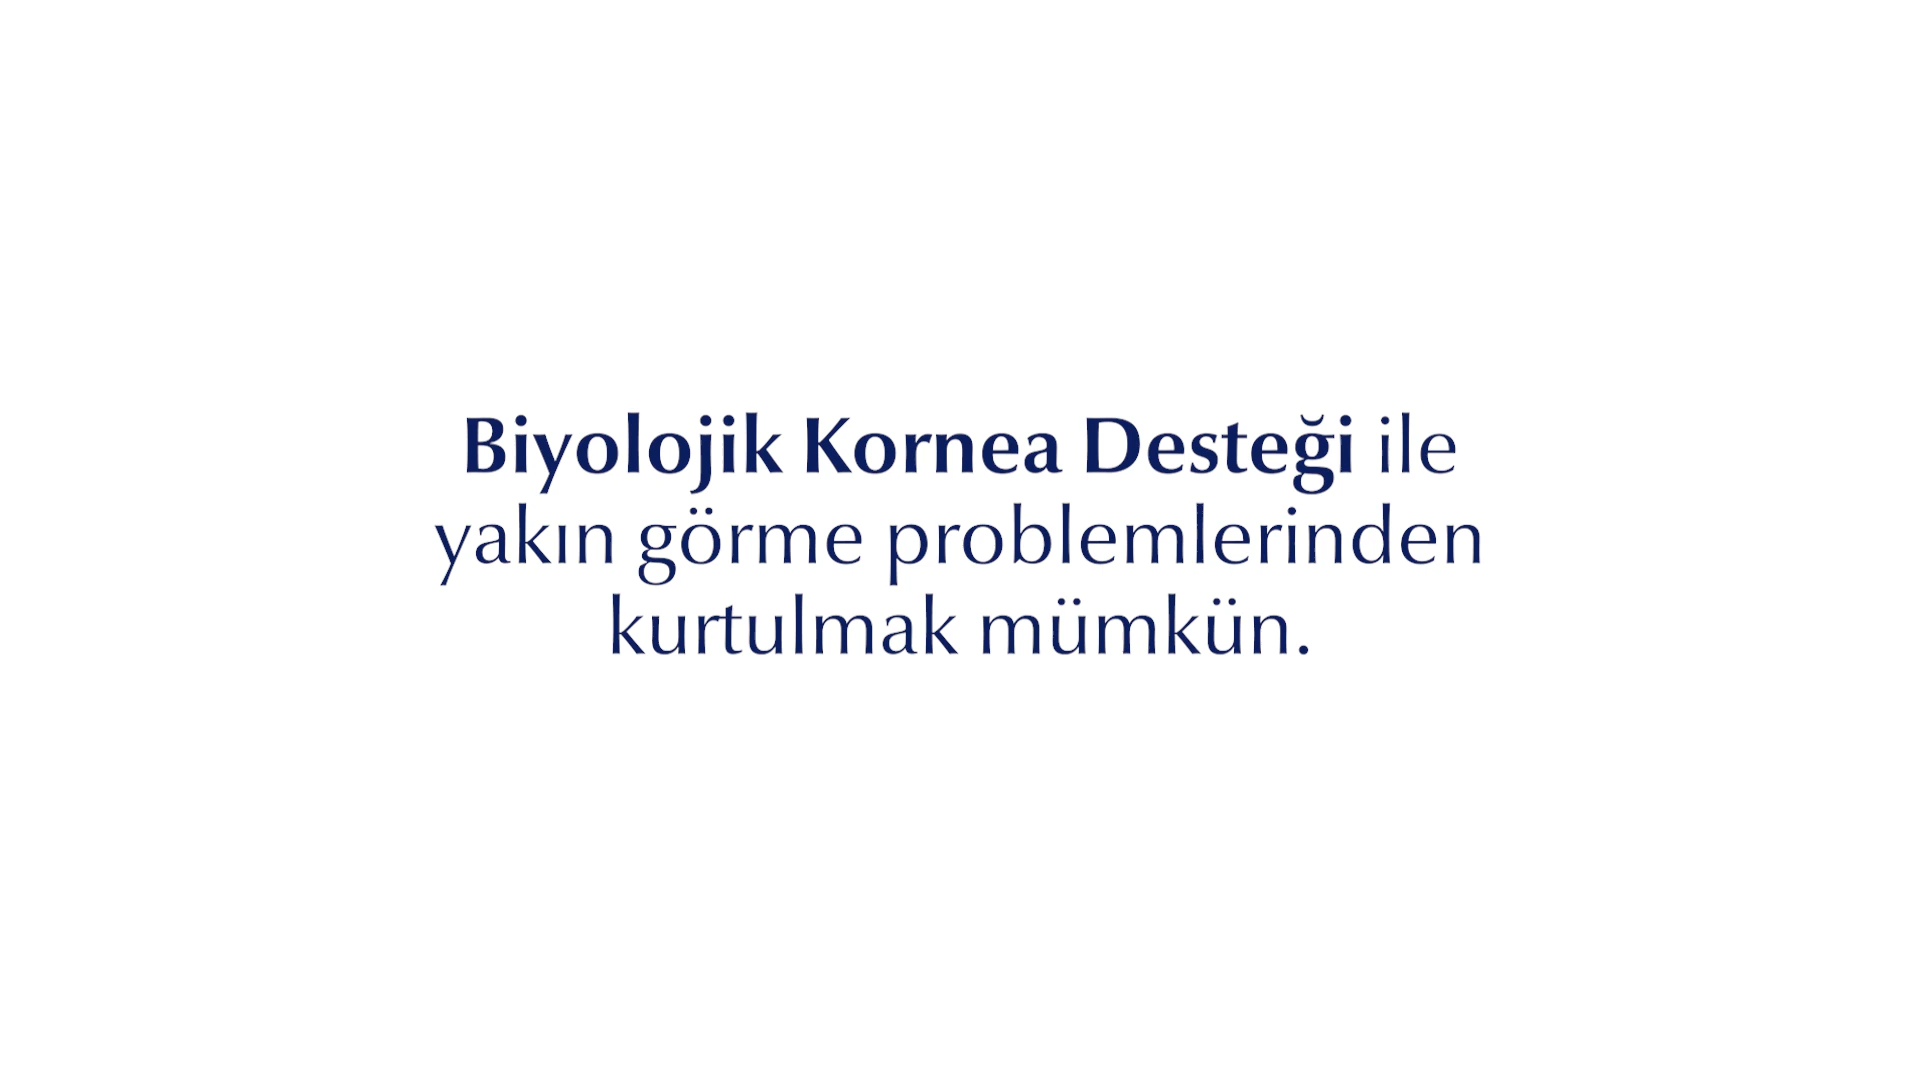 Biyolojik Kornea Desteği ile
yakın görme problemlerinden
kurtulmak mümkün.